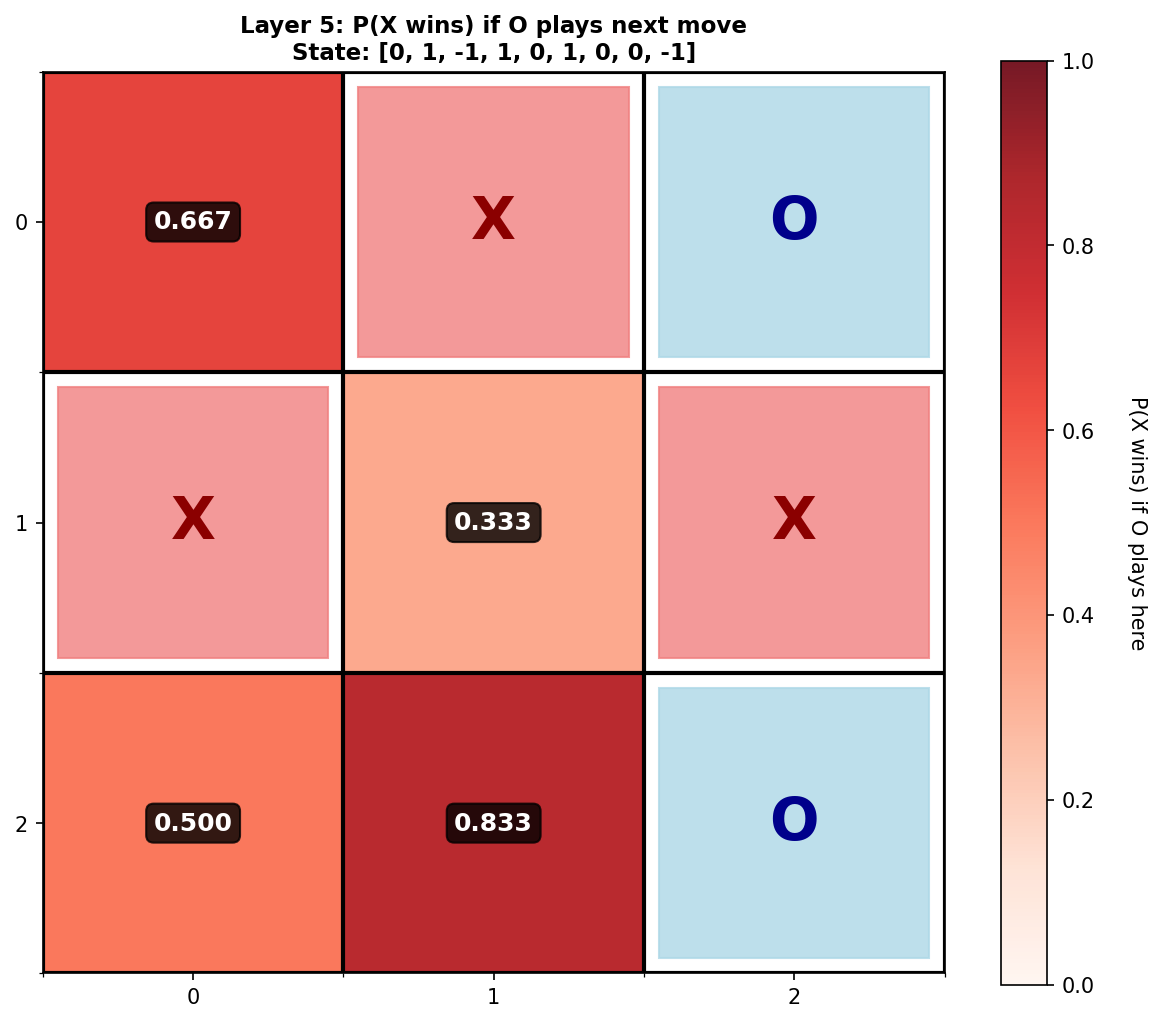 Layer 5: P(X wins) if O plays next move
State: [0, 1, -1, 1, 0, 1, 0, 0, -1]
0
0.667
X
O
1
X
0.333
X
2
0.500
0.833
O
0
1
2
1.0
0.8
0.6
0.4
0.2
0.0
P(X wins) if O plays here